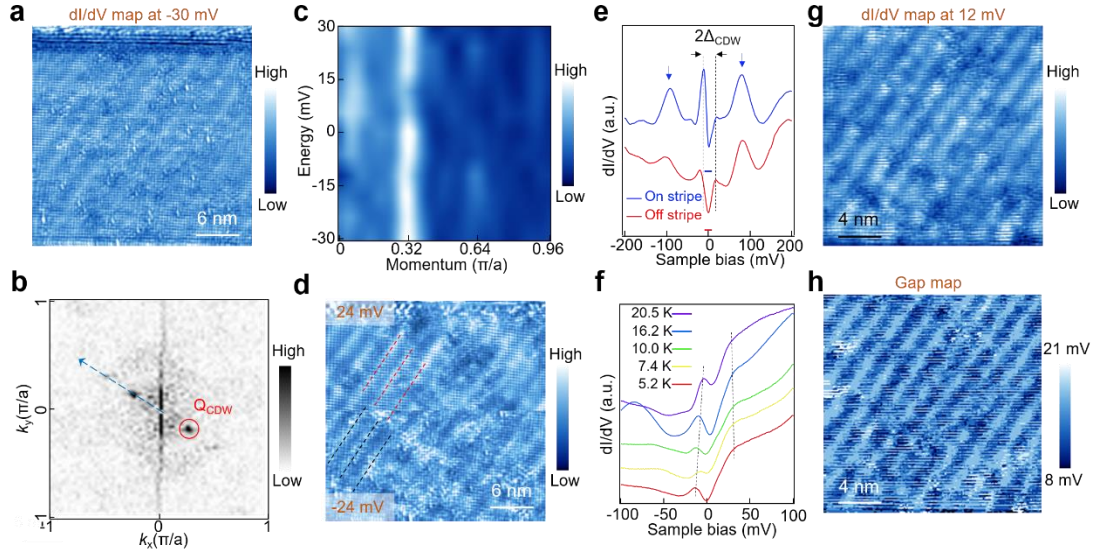 a
dI/dV map at -30 mV
High
Low
6 nm
b
1
0
-1
ky(π/a)
-1
0
1
kx(π/a)
QCDW
High
Low
c
30
15
0
-15
-30
Energy (mV)
0
0.32
0.64
0.96
Momentum (π/a)
High
Low
d
24 mV
-24 mV
6 nm
High
Low
e
2ΔCDW
dI/dV (a.u.)
On stripe
Off stripe
-200
-100
0
100
200
Sample bias (mV)
f
20.5 K
16.2 K
10.0 K
7.4 K
5.2 K
dI/dV (a.u.)
-100
-50
0
50
100
Sample bias (mV)
g
dI/dV map at 12 mV
High
Low
4 nm
h
Gap map
21 mV
8 mV
4 nm